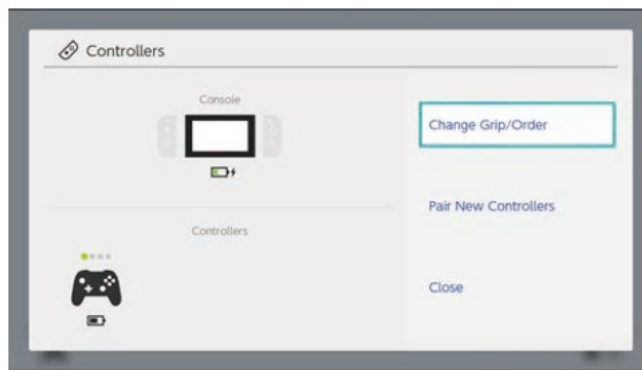 Controllers
Console
Change Grip/Order
Pair New Controllers
Controllers
Close